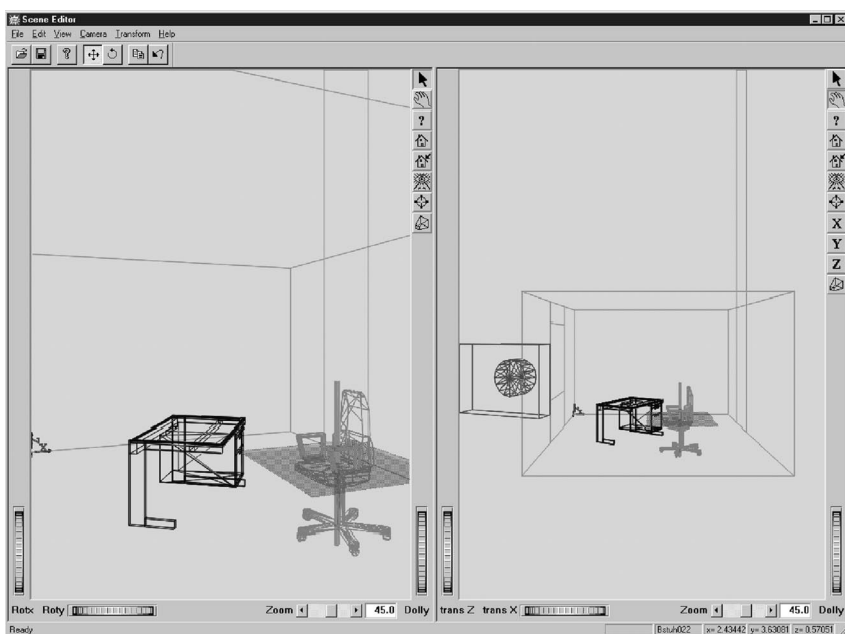 Scene Editor
File Edit View Camera Transform Help
?
?
X
Y
Z
Rotx Roty Zoom 45.0 Dolly
trans Z trans X Zoom 45.0 Dolly
Ready Bstuh022 x= 2.43442 y= 3.63081 z= 0.57051